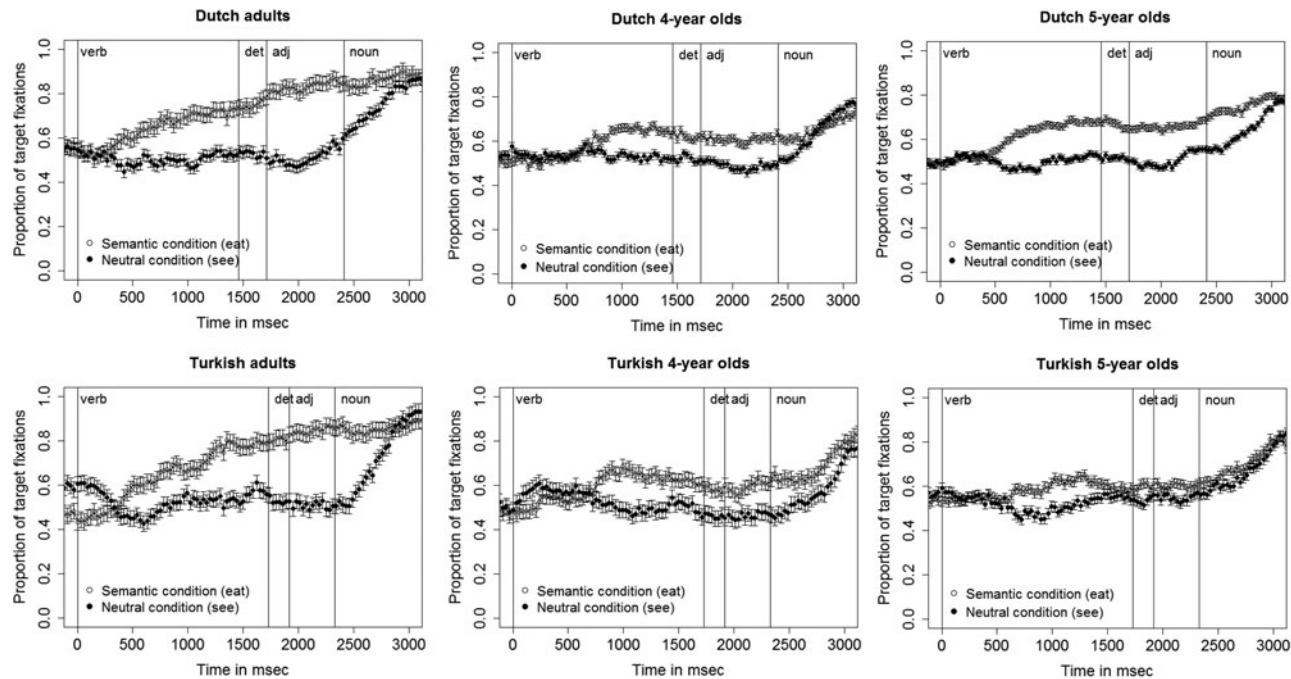 Dutch adults
verb
det
adj
noun
Proportion of target fixations
1.0
0.8
0.6
0.4
0.2
0.0
Semantic condition (eat)
Neutral condition (see)
0 500 1000 1500 2000 2500 3000
Time in msec
Dutch 4-year olds
verb
det
adj
noun
Proportion of target fixations
1.0
0.8
0.6
0.4
0.2
0.0
Semantic condition (eat)
Neutral condition (see)
0 500 1000 1500 2000 2500 3000
Time in msec
Dutch 5-year olds
verb
det
adj
noun
Proportion of target fixations
1.0
0.8
0.6
0.4
0.2
0.0
Semantic condition (eat)
Neutral condition (see)
0 500 1000 1500 2000 2500 3000
Time in msec
Turkish adults
verb
det
adj
noun
Proportion of target fixations
1.0
0.8
0.6
0.4
0.2
0.0
Semantic condition (eat)
Neutral condition (see)
0 500 1000 1500 2000 2500 3000
Time in msec
Turkish 4-year olds
verb
det
adj
noun
Proportion of target fixations
1.0
0.8
0.6
0.4
0.2
0.0
Semantic condition (eat)
Neutral condition (see)
0 500 1000 1500 2000 2500 3000
Time in msec
Turkish 5-year olds
verb
det
adj
noun
Proportion of target fixations
1.0
0.8
0.6
0.4
0.2
0.0
Semantic condition (eat)
Neutral condition (see)
0 500 1000 1500 2000 2500 3000
Time in msec